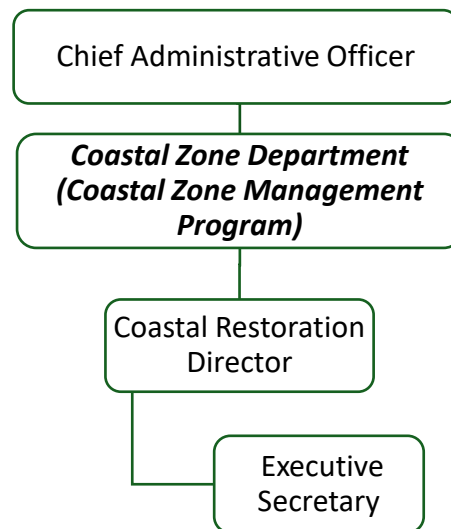 Chief Administrative Officer
Coastal Zone Department
(Coastal Zone Management
Program)
Coastal Restoration
Director
Executive
Secretary